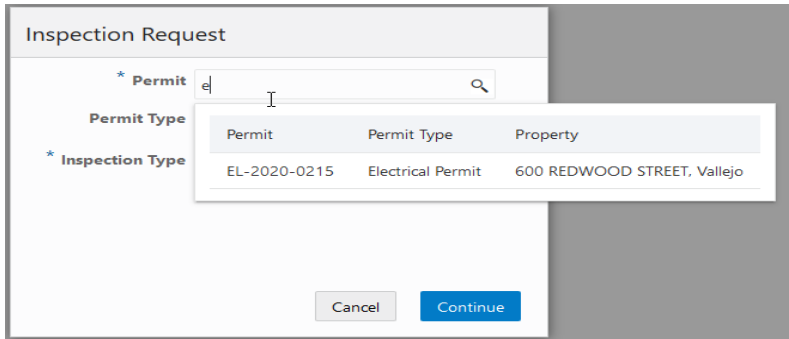 Inspection Request
* Permit e
Permit Type
* Inspection Type
Permit Permit Type Property
EL-2020-0215 Electrical Permit 600 REDWOOD STREET, Vallejo
Cancel Continue